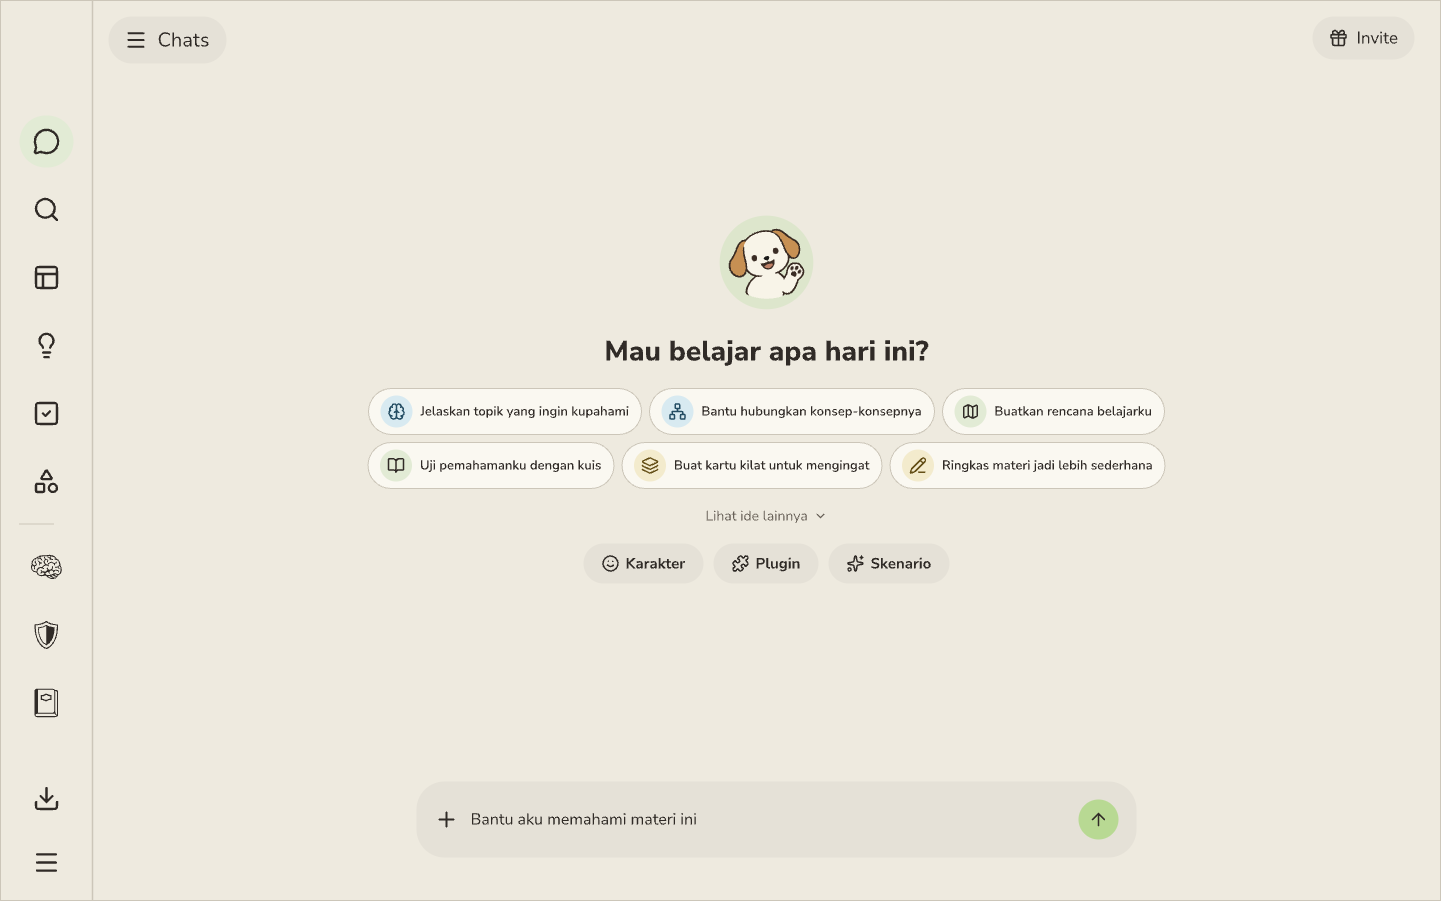 Chats
Invite
Mau belajar apa hari ini?
Jelaskan topik yang ingin kupahami
Bantu hubungkan konsep-konsepnya
Buatkan rencana belajarku
Uji pemahamanku dengan kuis
Buat kartu kilat untuk mengingat
Ringkas materi jadi lebih sederhana
Lihat ide lainnya
Karakter
Plugin
Skenario
Bantu aku memahami materi ini